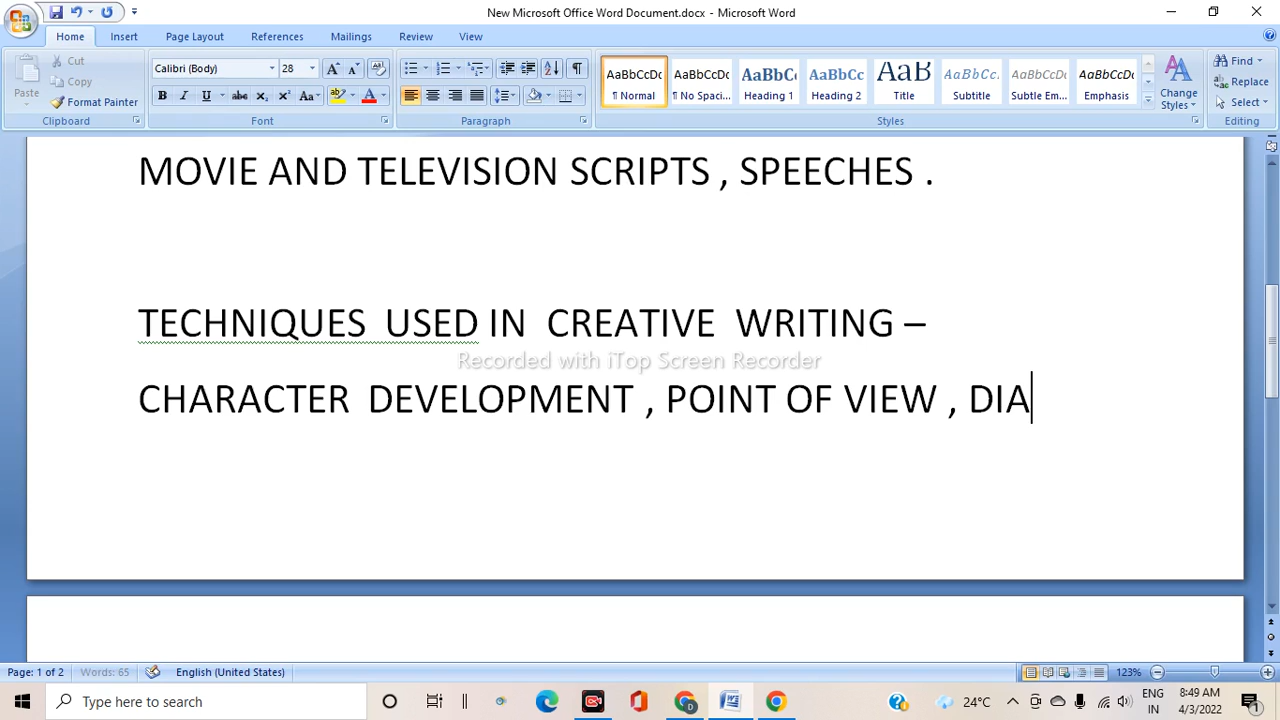 New Microsoft Office Word Document.docx - Microsoft Word
Home Insert Page Layout References Mailings Review View
Paste Cut Copy Format Painter
Calibri (Body) 28
AaBbCcDc ¶ Normal
AaBbCcDc ¶ No Spaci...
AaBbCc Heading 1
AaBbCc Heading 2
AaB Title
AaBbCc. Subtitle
AaBbCcDc Subtle Em...
AaBbCcDc Emphasis
Change Styles
Find Replace Select
Clipboard Font Paragraph Styles Editing
MOVIE AND TELEVISION SCRIPTS , SPEECHES .
TECHNIQUES USED IN CREATIVE WRITING –
Recorded with iTop Screen Recorder
CHARACTER DEVELOPMENT , POINT OF VIEW , DIA
Page: 1 of 2 Words: 65 English (United States) 123%
Type here to search 24°C ENG IN 8:49 AM 4/3/2022